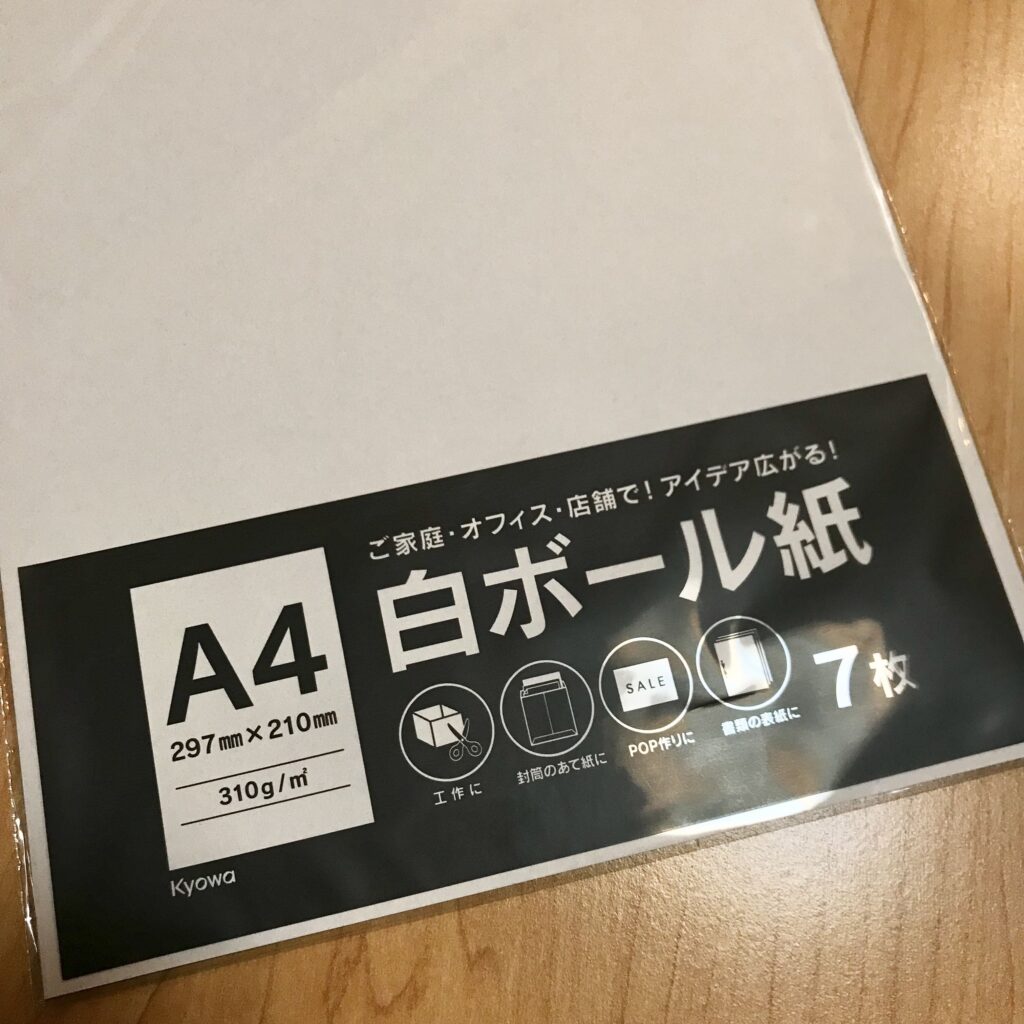 ご家庭・オフィス・店舗で!アイデア広がる!
白ボール紙
A4
297㎜×210㎜
310g/㎡
工作に
封筒のあて紙に
SALE
POP作りに
書類の表紙に
7枚
Kyowa